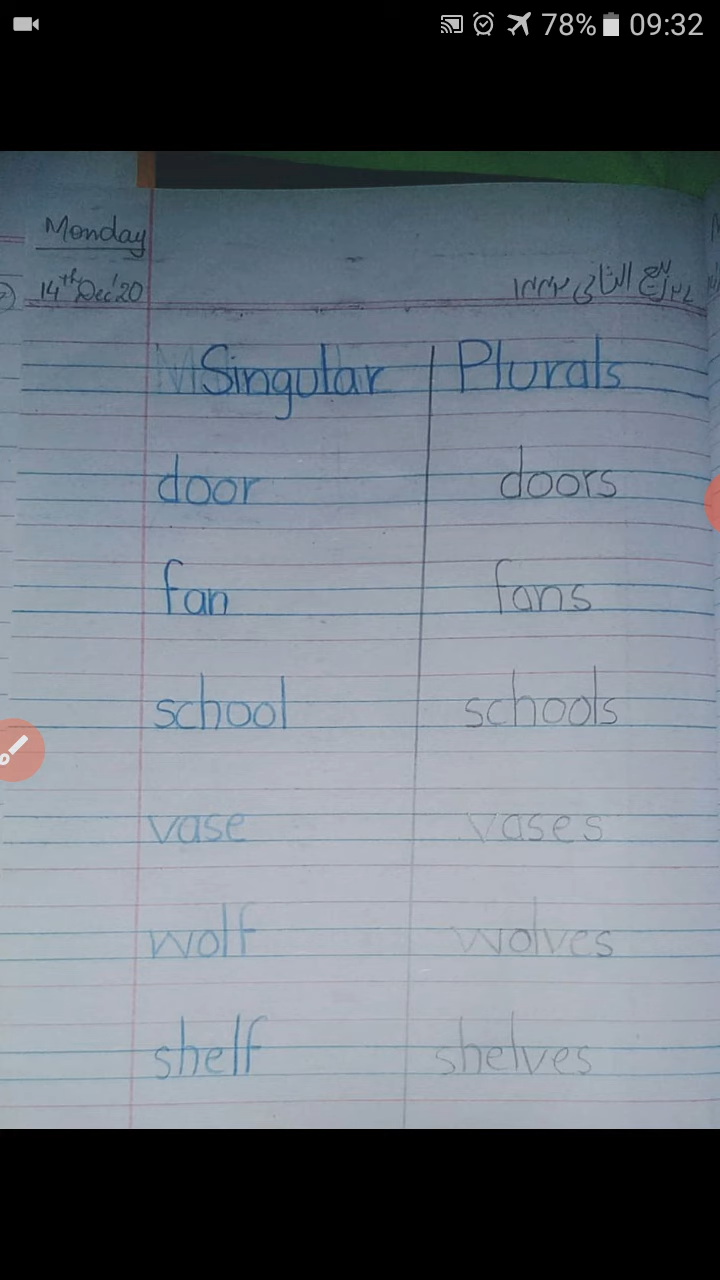 78% 09:32
Monday
14th Dec'20
Singular | Plurals
door doors
fan fans
school schools
vase vases
wolf wolves
shelf shelves